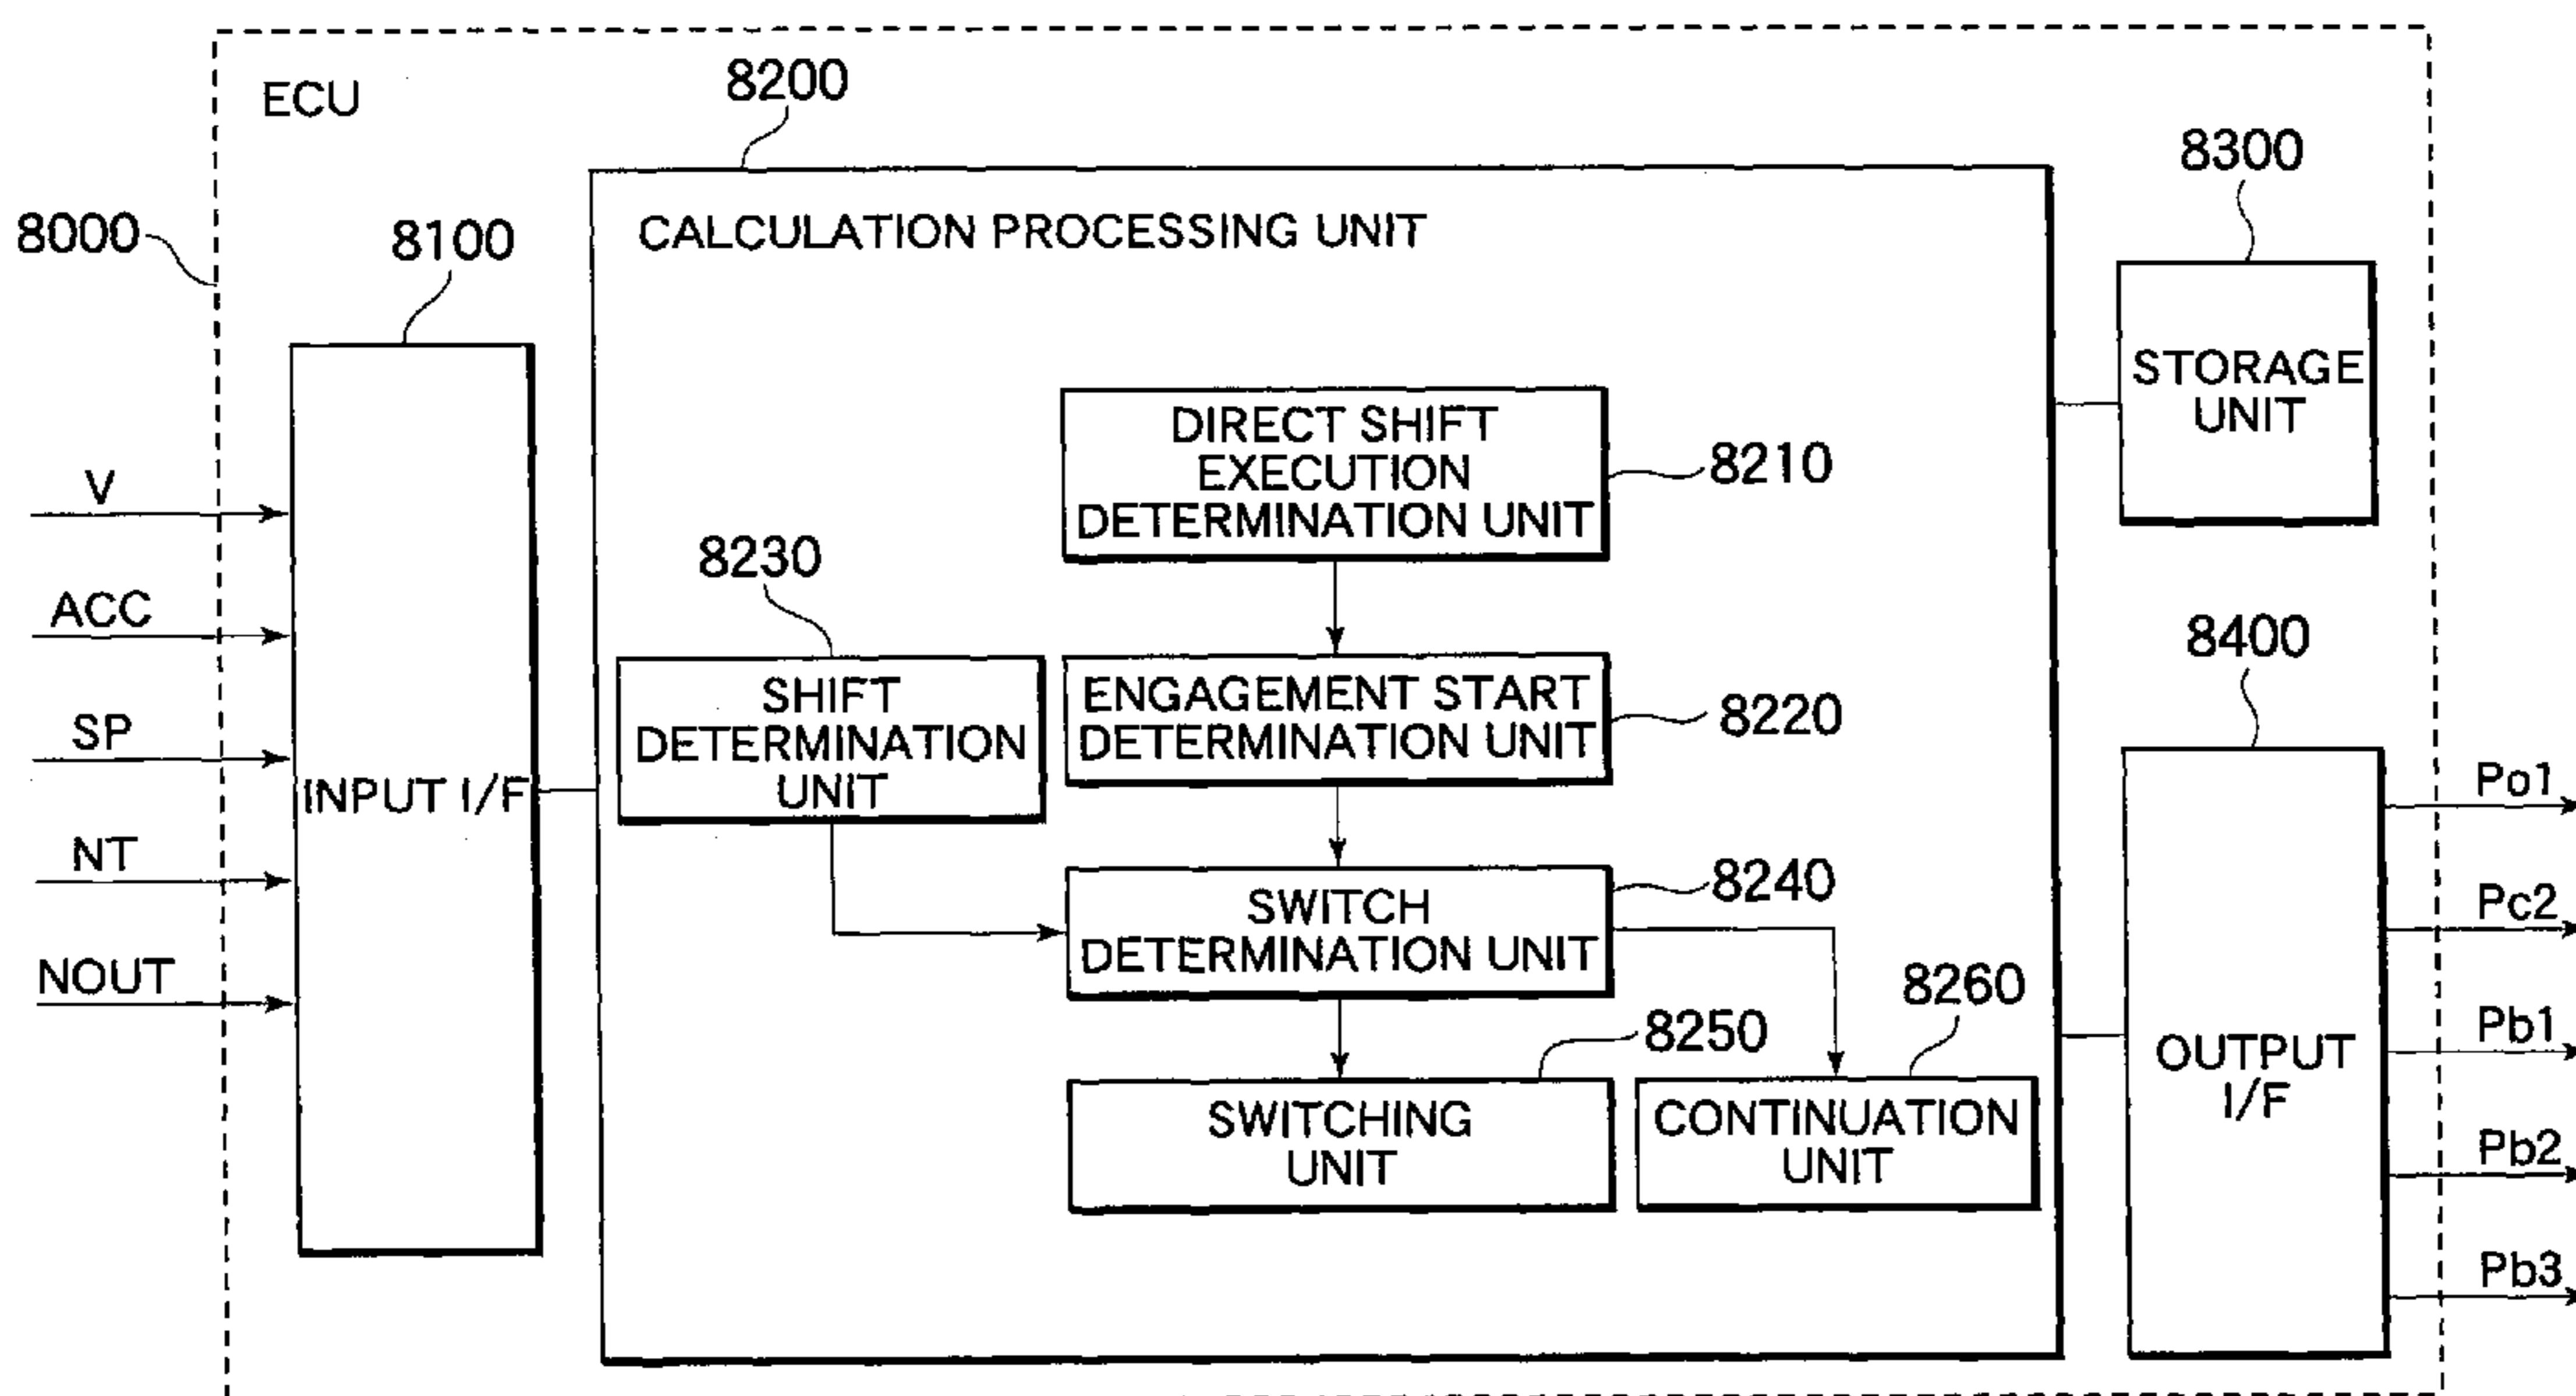 ECU
8000
8100
8200
CALCULATION PROCESSING UNIT
8300
STORAGE
UNIT
DIRECT SHIFT
EXECUTION
DETERMINATION UNIT
8210
8230
SHIFT
DETERMINATION
UNIT
ENGAGEMENT START
DETERMINATION UNIT
8220
SWITCH
DETERMINATION UNIT
8240
SWITCHING
UNIT
8250
CONTINUATION
UNIT
8260
V
ACC
SP
NT
NOUT
INPUT I/F
8400
OUTPUT
I/F
Po1
Pc2
Pb1
Pb2
Pb3